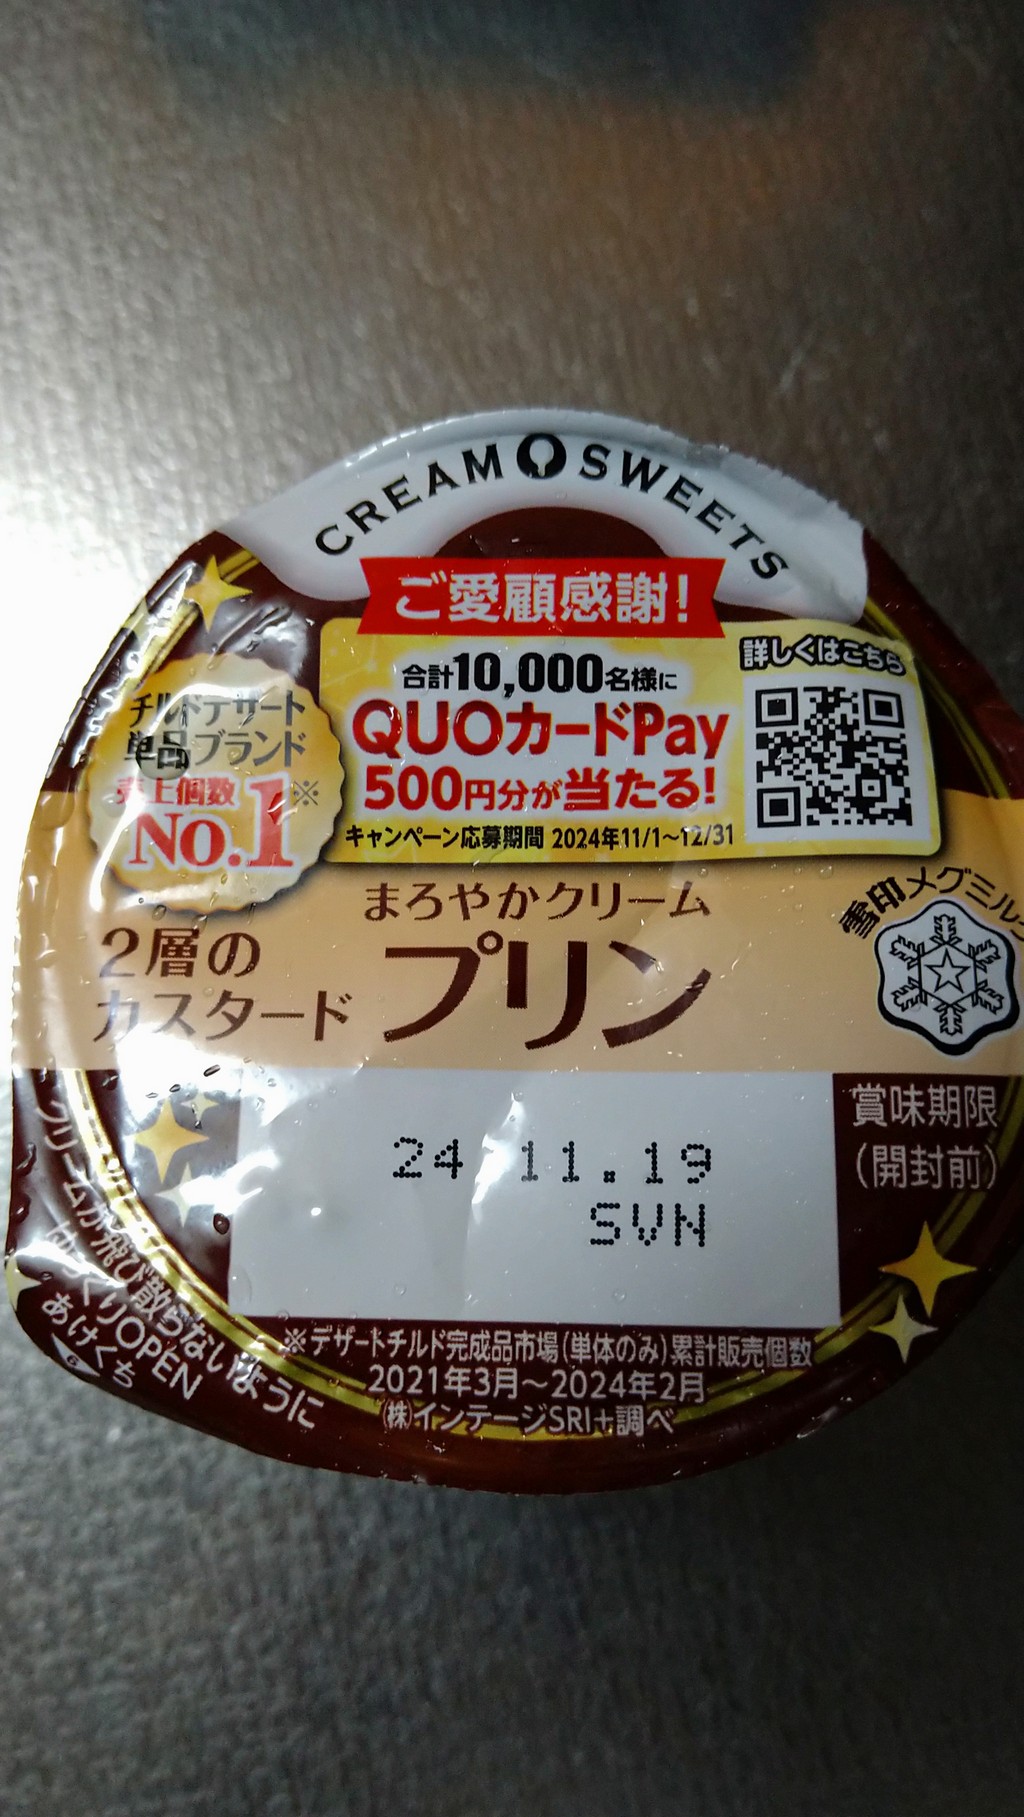 CREAM SWEETS
ご愛顧感謝!
合計10,000名様に
QUOカードPay
500円分が当たる!
キャンペーン応募期間 2024年11/1~12/31
詳しくはこちら
チルドデザート
単品ブランド
売上個数※
No.1
まろやかクリーム
2層の
カスタード
プリン
雪印メグミルク
24 11.19
SVN
賞味期限
(開封前)
クリームが飛び散らないように
ゆっくりOPEN
あけくち
6
※デザートチルド完成品市場(単体のみ)累計販売個数
2021年3月~2024年2月
㈱インテージSRI+調べ